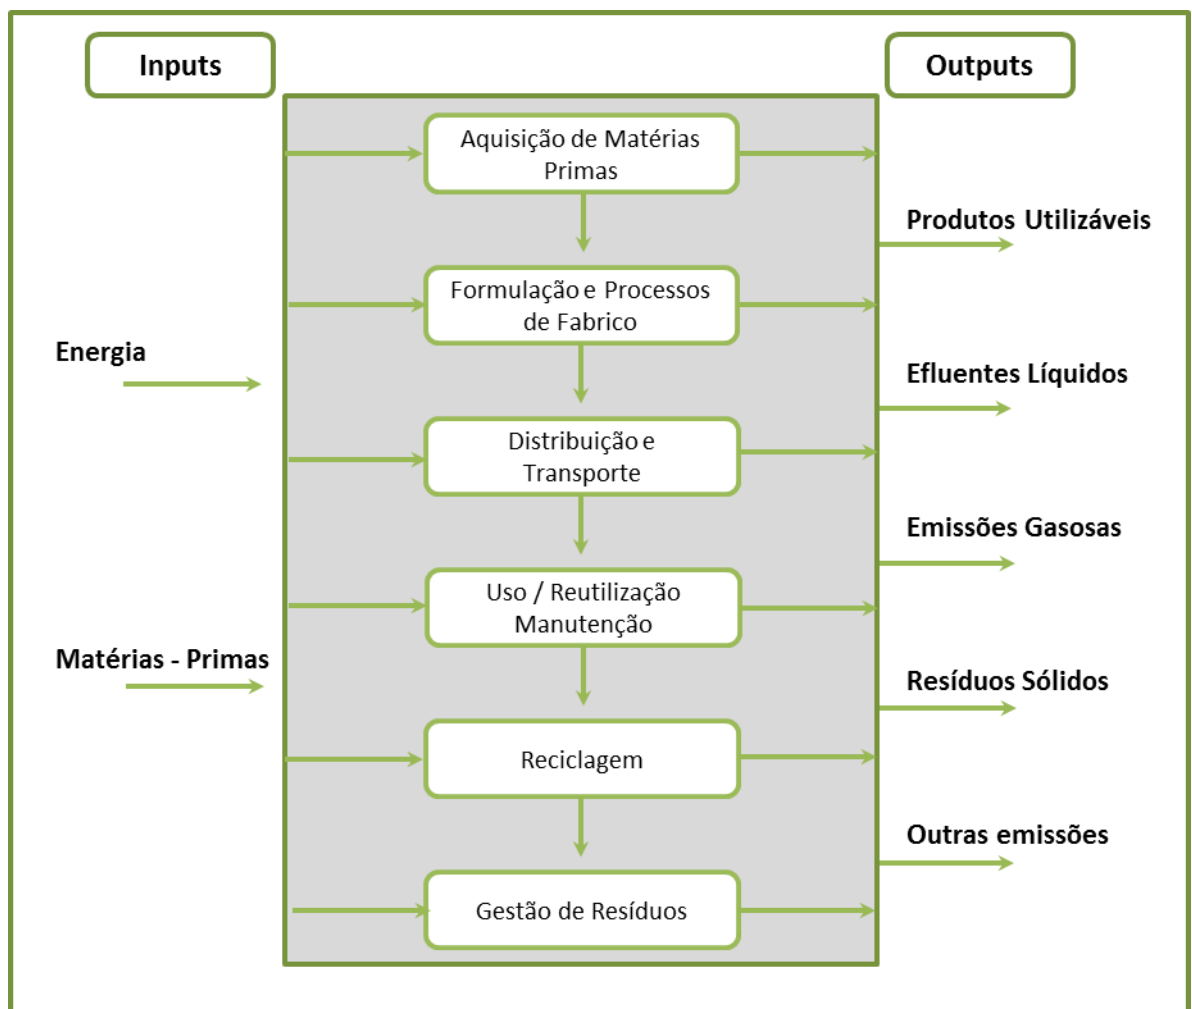 Inputs
Outputs
Aquisição de Matérias
Primas
Formulação e Processos
de Fabrico
Distribuição e
Transporte
Uso / Reutilização
Manutenção
Reciclagem
Gestão de Resíduos
Energia
Matérias - Primas
Produtos Utilizáveis
Efluentes Líquidos
Emissões Gasosas
Resíduos Sólidos
Outras emissões